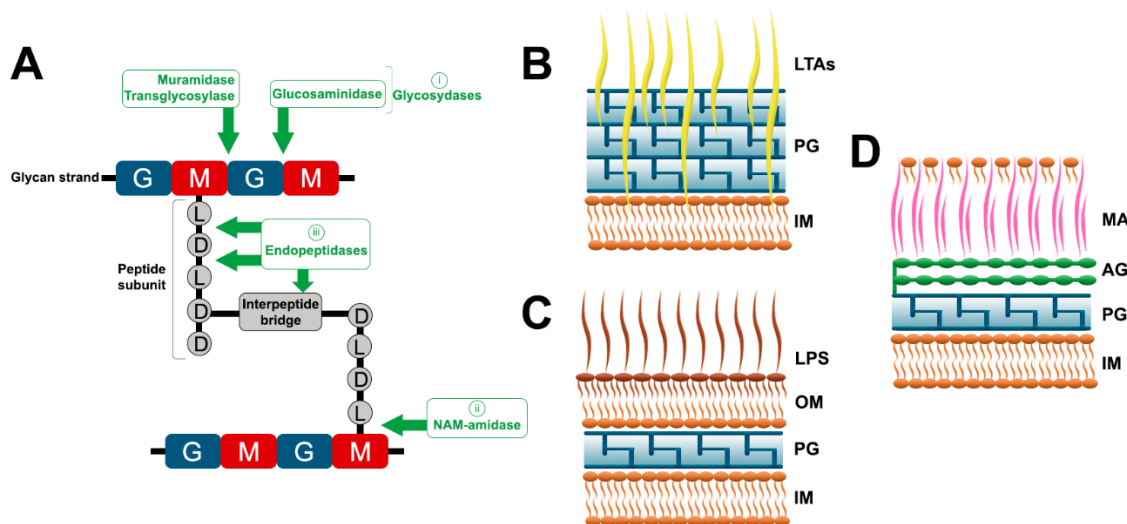 A
Muramidase
Transglycosylase
Glucosaminidase
i
Glycosydases
Glycan strand
G M G M
L
D
L
D
D
Peptide
subunit
iii
Endopeptidases
Interpeptide
bridge
D
L
D
L
ii
NAM-amidase
G M G M
B
LTAs
PG
IM
C
LPS
OM
PG
IM
D
MA
AG
PG
IM